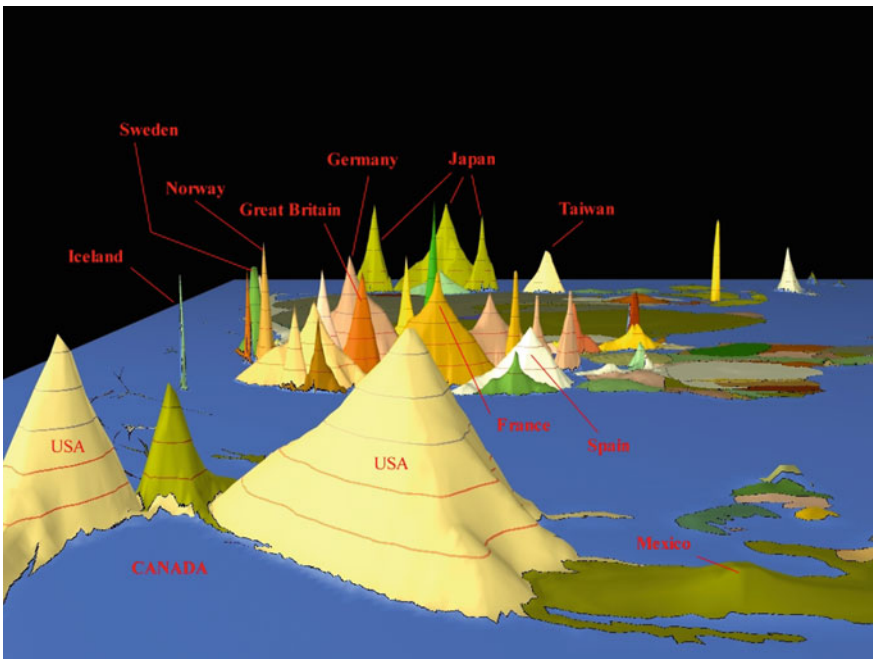 Sweden
Germany
Japan
Norway
Great Britain
Taiwan
Iceland
France
USA
Spain
USA
Mexico
CANADA